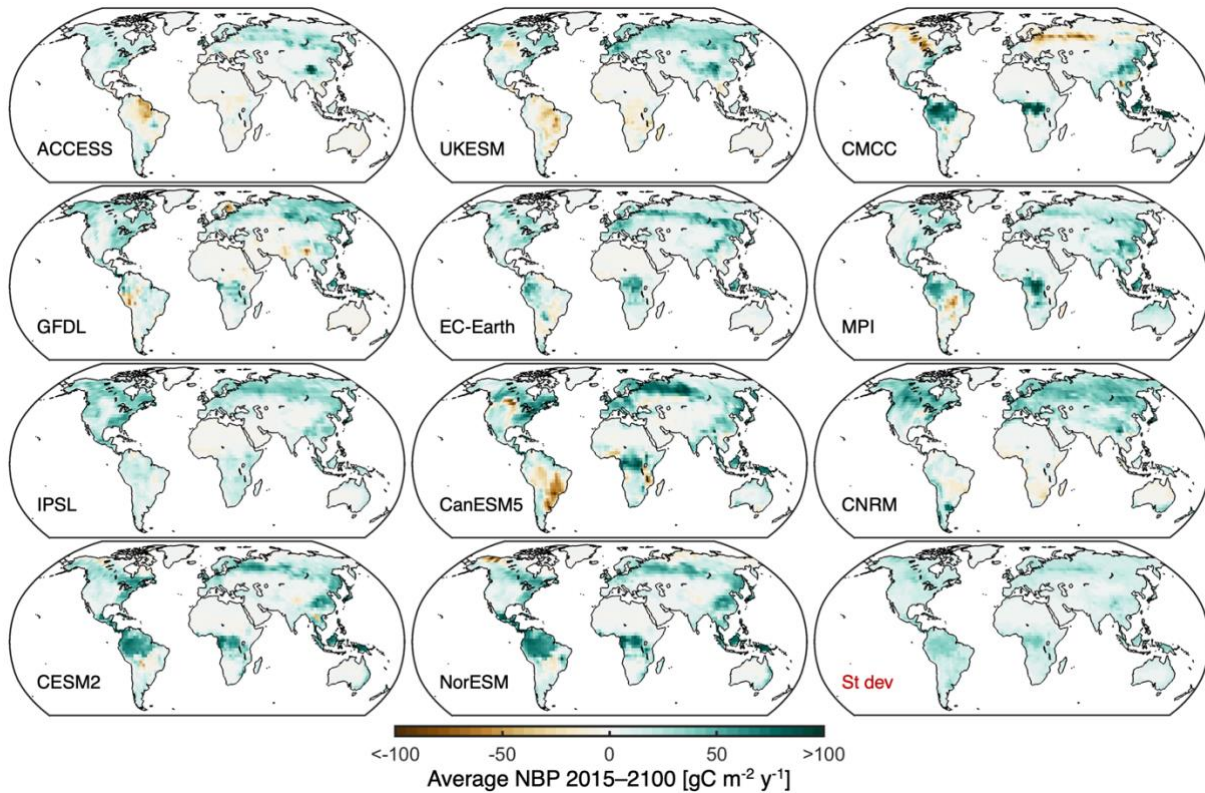 ACCESS UKESM CMCC
GFDL EC-Earth MPI
IPSL CanESM5 CNRM
CESM2 NorESM St dev
<-100 -50 0 50 >100
Average NBP 2015–2100 [gC m⁻² y⁻¹]